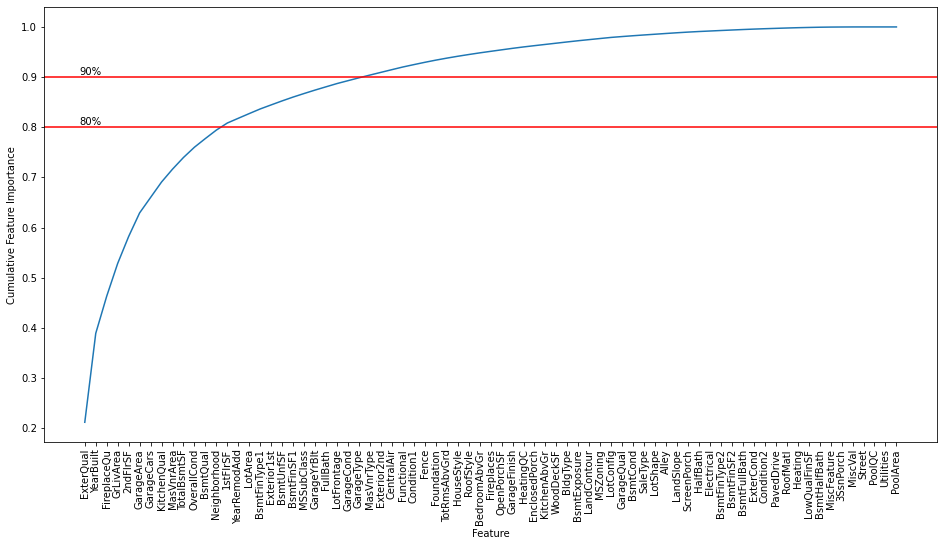 1.0
90%
0.9
80%
0.8
0.7
0.6
0.5
0.4
0.3
0.2
Cumulative Feature Importance
ExterQual
YearBuilt
FireplaceQu
GrLivArea
2ndFlrSF
GarageArea
GarageCars
KitchenQual
MasVnrArea
TotalBsmtSF
OverallCond
BsmtQual
Neighborhood
1stFlrSF
YearRemodAdd
LotArea
BsmtFinType1
Exterior1st
BsmtUnfSF
BsmtFinSF1
MSSubClass
GarageYrBlt
FullBath
LotFrontage
GarageCond
GarageType
MasVnrType
Exterior2nd
CentralAir
Functional
Condition1
Fence
Foundation
TotRmsAbvGrd
HouseStyle
RoofStyle
BedroomAbvGr
Fireplaces
OpenPorchSF
GarageFinish
HeatingQC
EnclosedPorch
KitchenAbvGr
WoodDeckSF
BldgType
BsmtExposure
LandContour
MSZoning
LotConfig
GarageQual
BsmtCond
SaleType
LotShape
Alley
LandSlope
ScreenPorch
HalfBath
Electrical
BsmtFinType2
BsmtFinSF2
BsmtFullBath
ExterCond
Condition2
PavedDrive
RoofMatl
Heating
LowQualFinSF
BsmtHalfBath
MiscFeature
3SsnPorch
MiscVal
Street
PoolQC
Utilities
PoolArea
Feature